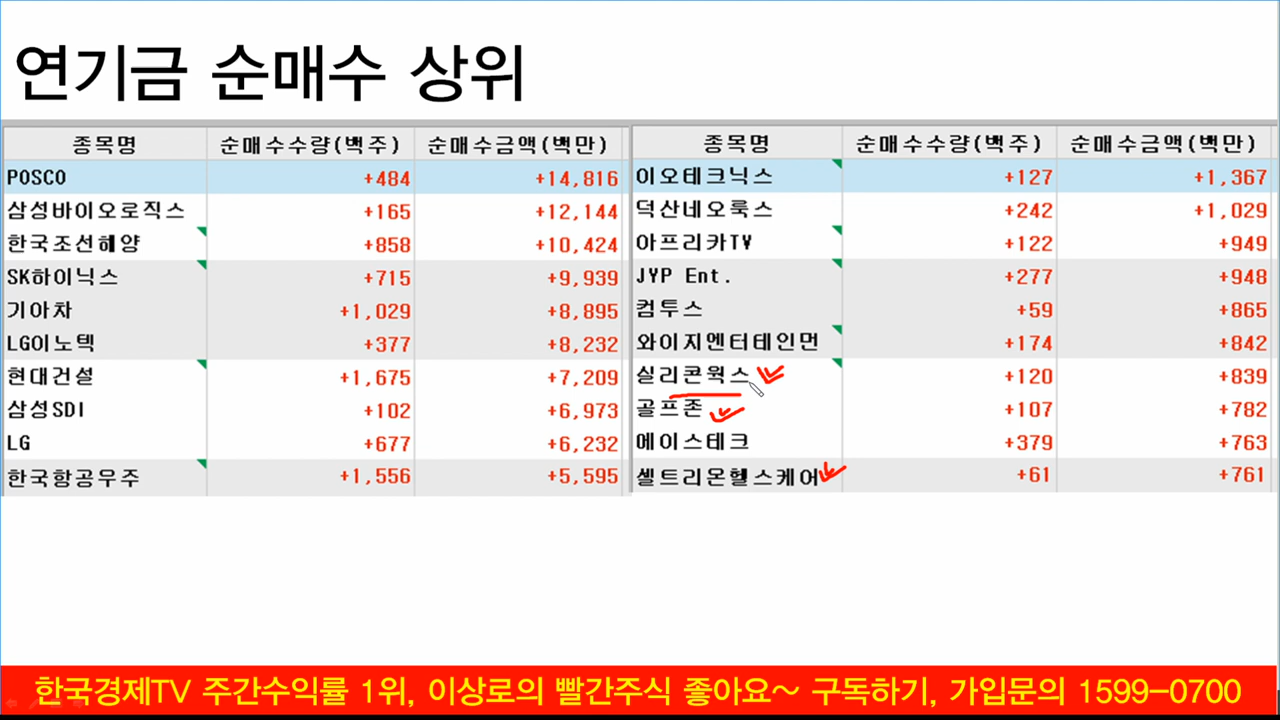 연기금 순매수 상위
종목명 순매수수량(백주) 순매수금액(백만)
POSCO +484 +14,816
삼성바이오로직스 +165 +12,144
한국조선해양 +858 +10,424
SK하이닉스 +715 +9,939
기아차 +1,029 +8,895
LG이노텍 +377 +8,232
현대건설 +1,675 +7,209
삼성SDI +102 +6,973
LG +677 +6,232
한국항공우주 +1,556 +5,595
종목명 순매수수량(백주) 순매수금액(백만)
이오테크닉스 +127 +1,367
덕산네오룩스 +242 +1,029
아프리카TV +122 +949
JYP Ent. +277 +948
컴투스 +59 +865
와이지엔터테인먼 +174 +842
실리콘웍스 +120 +839
골프존 +107 +782
에이스테크 +379 +763
셀트리온헬스케어 +61 +761
한국경제TV 주간수익률 1위, 이상로의 빨간주식 좋아요~ 구독하기, 가입문의 1599-0700